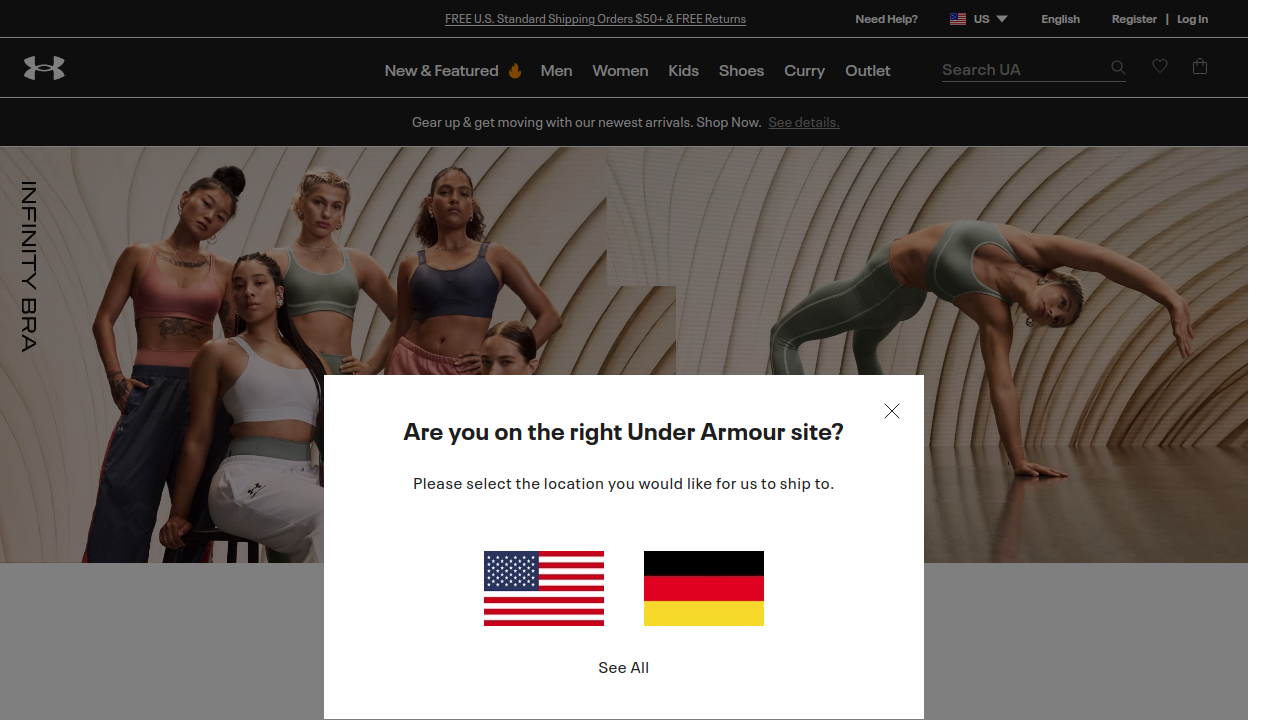 FREE U.S. Standard Shipping Orders $50+ & FREE Returns
Need Help?
US
English
Register | Log In
New & Featured
Men
Women
Kids
Shoes
Curry
Outlet
Search UA
Gear up & get moving with our newest arrivals. Shop Now. See details.
INFINITY BRA
Are you on the right Under Armour site?
Please select the location you would like for us to ship to.
See All